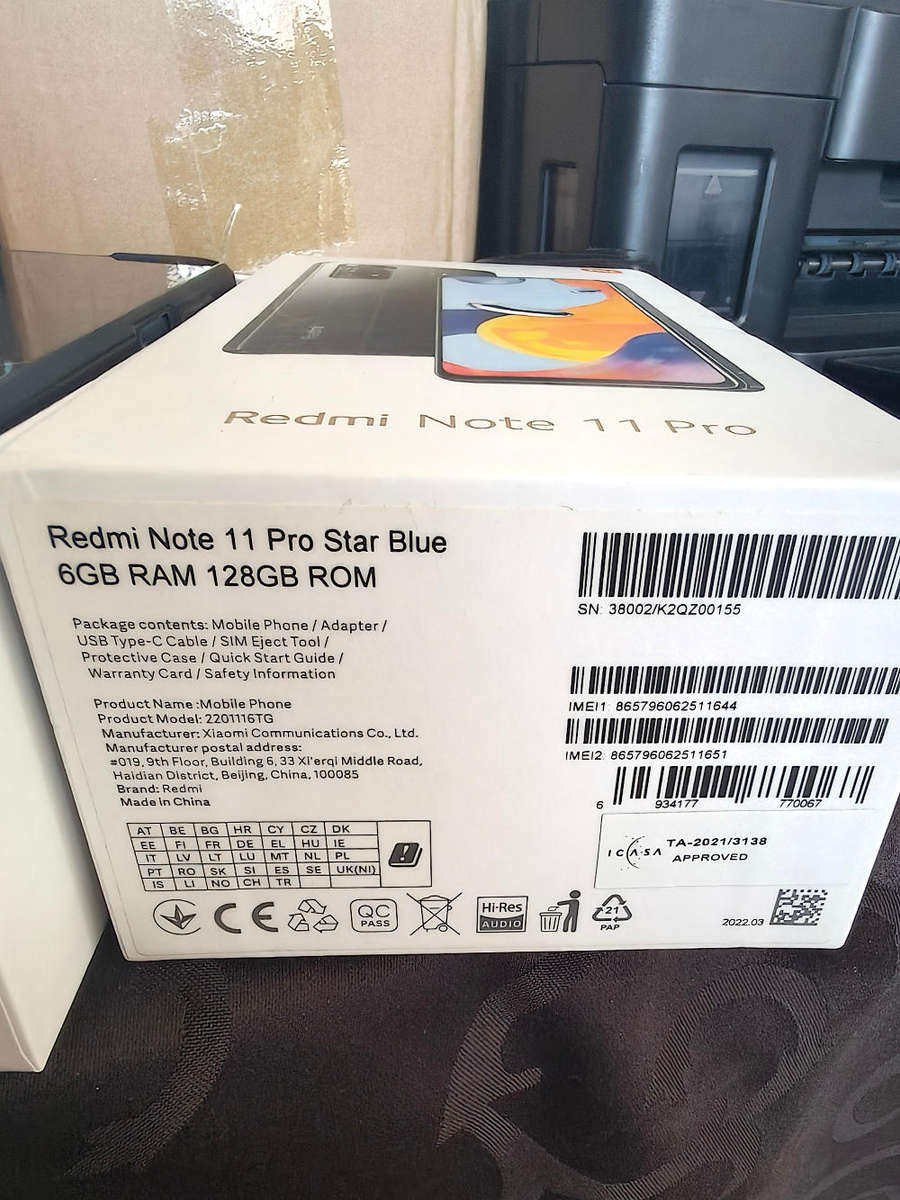 Redmi Note 11 Pro
Redmi Note 11 Pro Star Blue
6GB RAM 128GB ROM
Package contents: Mobile Phone / Adapter /
USB Type-C Cable / SIM Eject Tool /
Protective Case / Quick Start Guide /
Warranty Card / Safety Information
Product Name :Mobile Phone
Product Model: 2201116TG
Manufacturer: Xiaomi Communications Co., Ltd.
Manufacturer postal address:
#019, 9th Floor, Building 6, 33 Xi'erqi Middle Road,
Haidian District, Beijing, China, 100085
Brand: Redmi
Made in China
AT BE BG HR CY CZ DK
EE FI FR DE EL HU IE
IT LV LT LU MT NL PL
PT RO SK SI ES SE UK(NI)
IS LI NO CH TR
CE
QC
PASS
Hi-Res
AUDIO
21
PAP
SN: 38002/K2QZ00155
IMEI1: 865796062511644
IMEI2: 865796062511651
6 934177 770067
ICASA
TA-2021/3138
APPROVED
2022.03